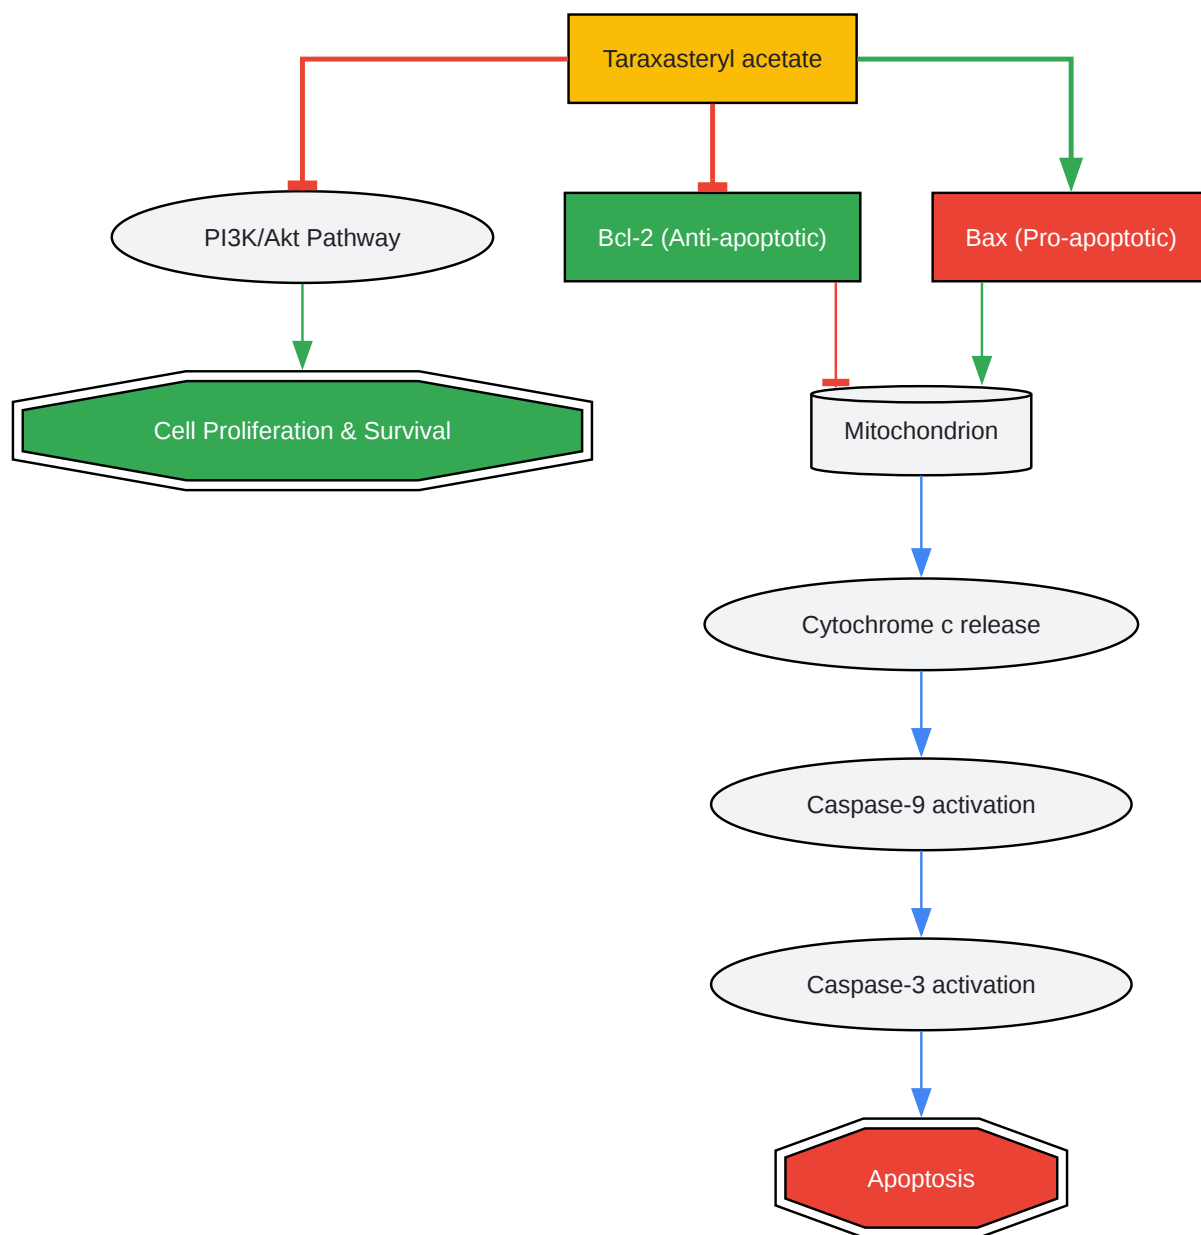 Taraxasteryl acetate
PI3K/Akt Pathway
Bcl-2 (Anti-apoptotic)
Bax (Pro-apoptotic)
Cell Proliferation & Survival
Mitochondrion
Cytochrome c release
Caspase-9 activation
Caspase-3 activation
Apoptosis